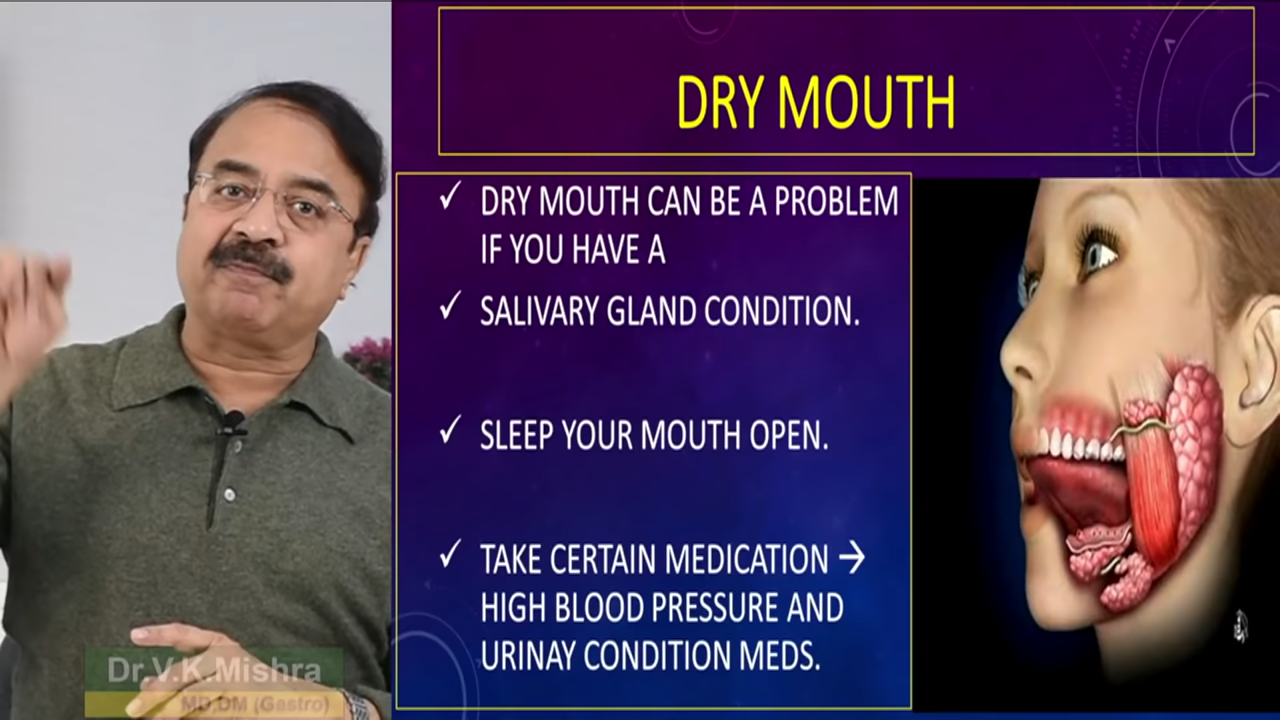 DRY MOUTH
✓ DRY MOUTH CAN BE A PROBLEM
IF YOU HAVE A
✓ SALIVARY GLAND CONDITION.
✓ SLEEP YOUR MOUTH OPEN.
✓ TAKE CERTAIN MEDICATION →
HIGH BLOOD PRESSURE AND
URINAY CONDITION MEDS.
Dr.V.K.Mishra
MD,DM (Gastro)